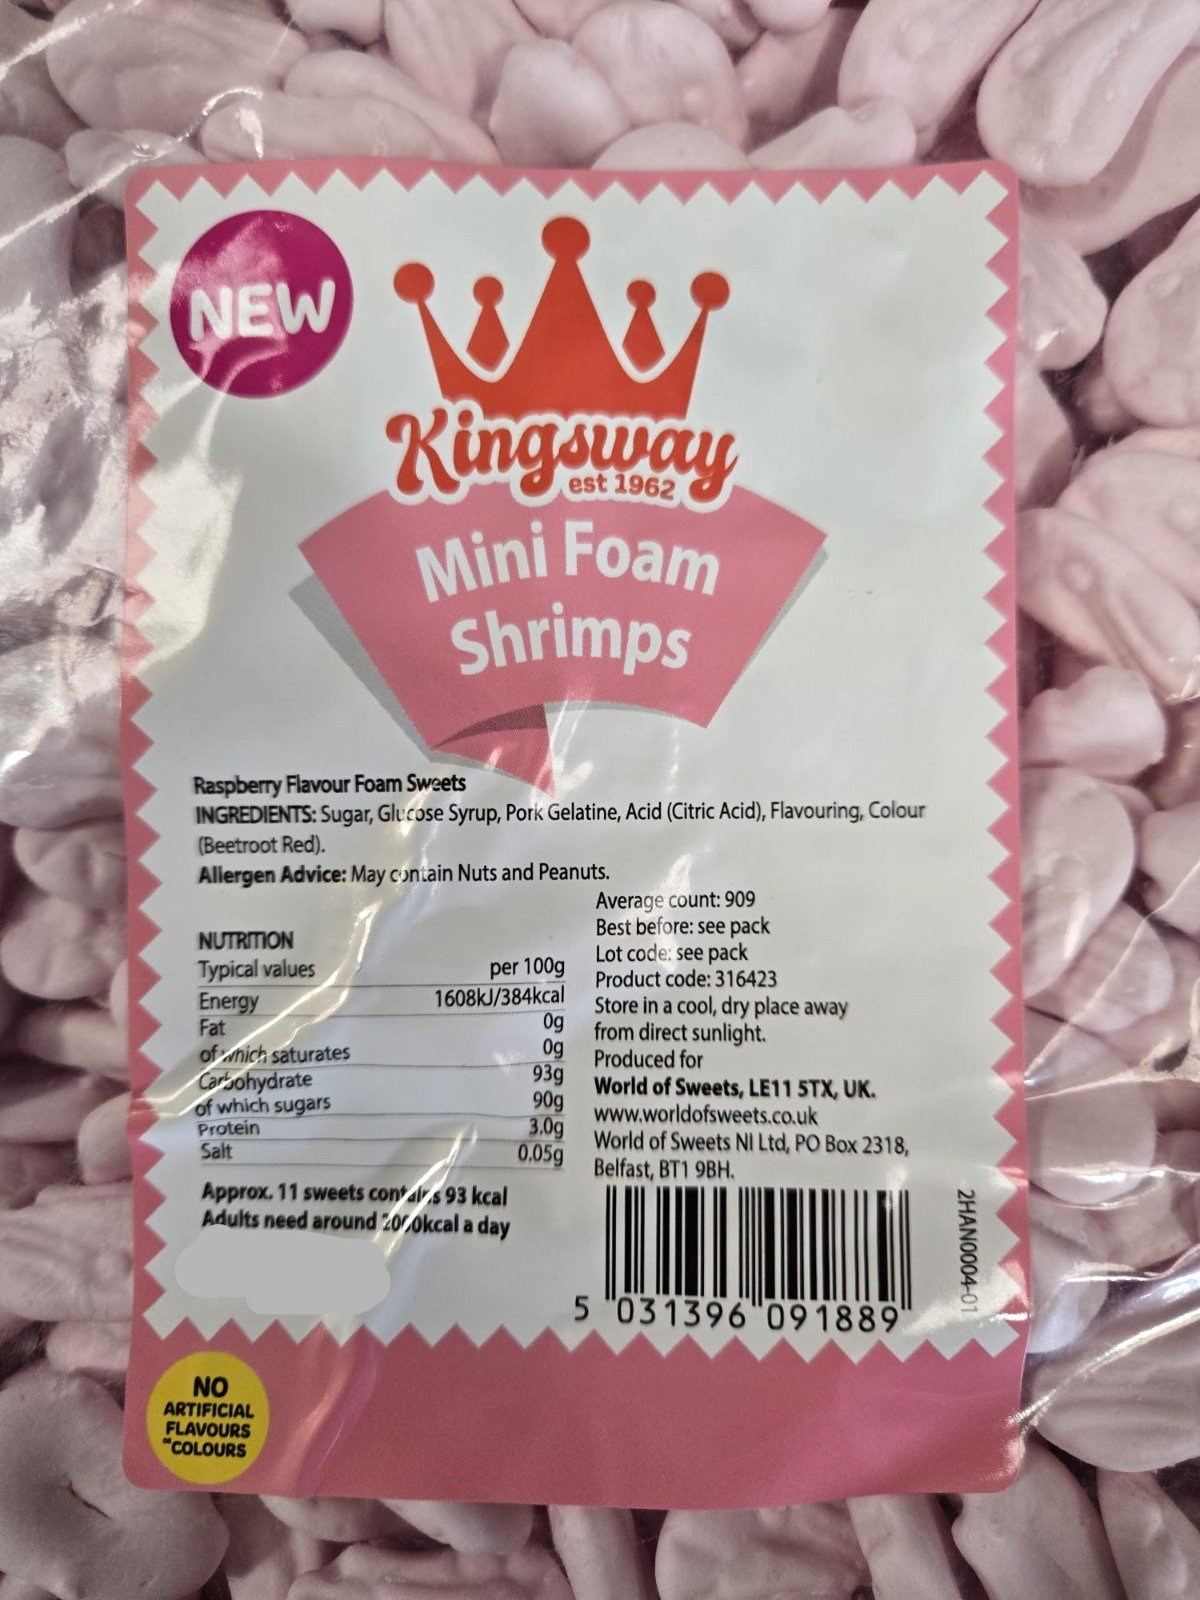 NEW
Kingsway
est 1962
Mini Foam
Shrimps
Raspberry Flavour Foam Sweets
INGREDIENTS: Sugar, Glucose Syrup, Pork Gelatine, Acid (Citric Acid), Flavouring, Colour
(Beetroot Red).
Allergen Advice: May contain Nuts and Peanuts.
NUTRITION
Typical values per 100g
Energy 1608kJ/384kcal
Fat 0g
of which saturates 0g
Carbohydrate 93g
of which sugars 90g
Protein 3.0g
Salt 0.05g
Approx. 11 sweets contains 93 kcal
Adults need around 2000kcal a day
Average count: 909
Best before: see pack
Lot code: see pack
Product code: 316423
Store in a cool, dry place away
from direct sunlight.
Produced for
World of Sweets, LE11 5TX, UK.
www.worldofsweets.co.uk
World of Sweets NI Ltd, PO Box 2318,
Belfast, BT1 9BH.
5 031396 091889
2HAN0004-01
NO
ARTIFICIAL
FLAVOURS
OR COLOURS